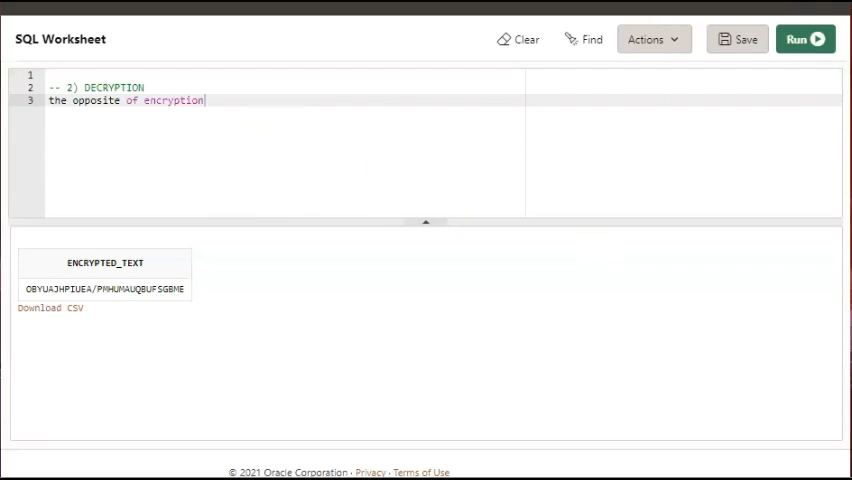 SQL Worksheet
Clear
Find
Actions
Save
Run
1
2 -- 2) DECRYPTION
3 the opposite of encryption
ENCRYPTED_TEXT
OBYUAJHPIUEA/PMHUMAUQBUFSGBME
Download CSV
© 2021 Oracle Corporation · Privacy · Terms of Use